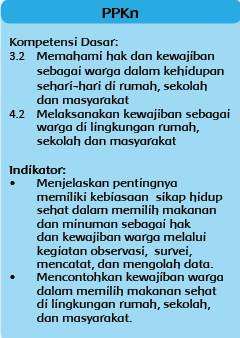 PPKn
Kompetensi Dasar:
3.2 Memahami hak dan kewajiban
sebagai warga dalam kehidupan
sehari-hari di rumah, sekolah
dan masyarakat
4.2 Melaksanakan kewajiban sebagai
warga di lingkungan rumah,
sekolah dan masyarakat
Indikator:
• Menjelaskan pentingnya
memiliki kebiasaan sikap hidup
sehat dalam memilih makanan
dan minuman sebagai hak
dan kewajiban warga melalui
kegiatan observasi, survei,
mencatat, dan mengolah data.
• Mencontohkan kewajiban warga
dalam memilih makanan sehat
di lingkungan rumah, sekolah,
dan masyarakat.